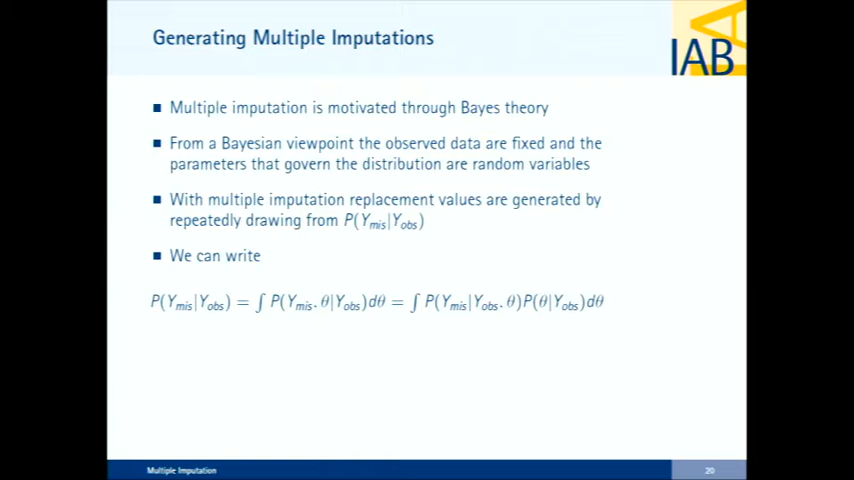 Generating Multiple Imputations
IAB
Multiple imputation is motivated through Bayes theory
From a Bayesian viewpoint the observed data are fixed and the
parameters that govern the distribution are random variables
With multiple imputation replacement values are generated by
repeatedly drawing from P(Y_mis|Y_obs)
We can write
P(Y_mis|Y_obs) = ∫ P(Y_mis. θ|Y_obs)dθ = ∫ P(Y_mis|Y_obs. θ)P(θ|Y_obs)dθ
Multiple Imputation
20